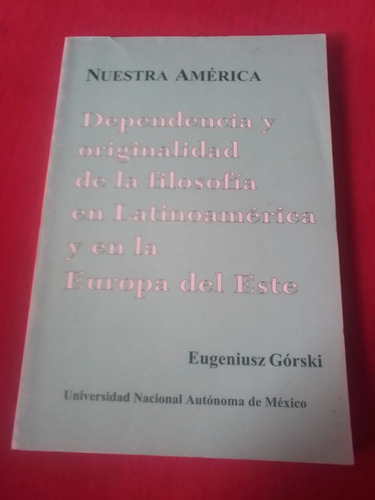 NUESTRA AMÉRICA
Dependencia y
originalidad
de la filosofía
en Latinoamérica
y en la
Europa del Este
Eugeniusz Górski
Universidad Nacional Autónoma de México